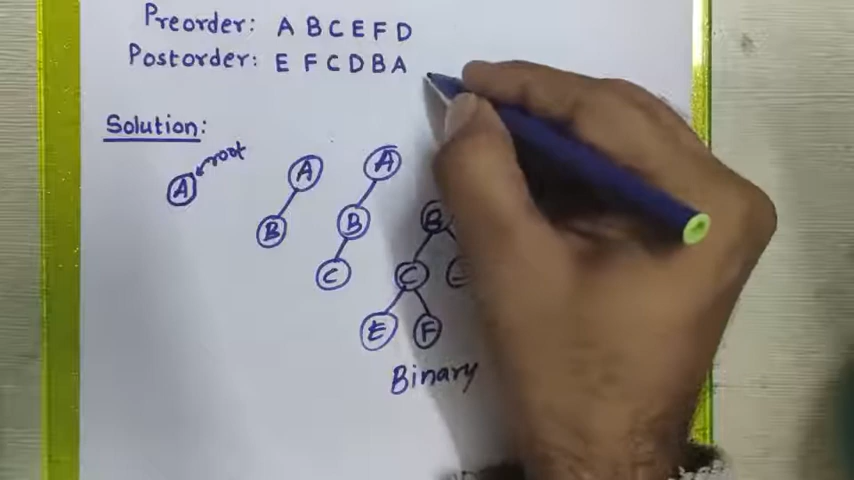 Preorder: A B C E F D
Postorder: E F C D B A
Solution:
A root
A
A
B
B
B
C
C
E
F
Binary